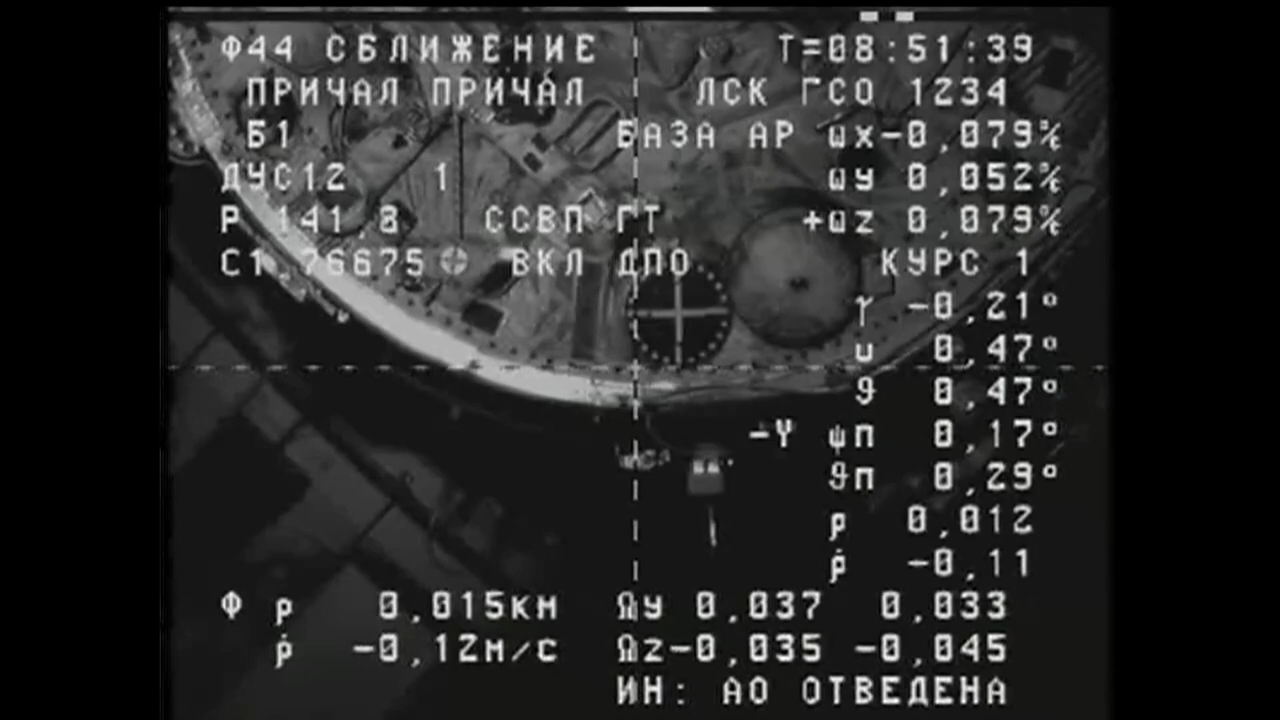 Ф44 СБЛИЖЕНИЕ T=08:51:39
ПРИЧАЛ ПРИЧАЛ ЛСК ГСО 1234
Б1 БАЗА АР ωx-0,079%
ДУС12 1 ωy 0,052%
Р 141,8 ССВП ГТ +ωz 0,079%
С1,76675 ВКЛ ДПО КУРС 1
γ -0,21°
υ 0,47°
ϑ 0,47°
-Y ψп 0,17°
ϑп 0,29°
ρ 0,012
ρ̇ -0,11
Ф ρ 0,015км Ωy 0,037 0,033
ρ̇ -0,12м/с Ωz-0,035 -0,045
ИН: АО ОТВЕДЕНА